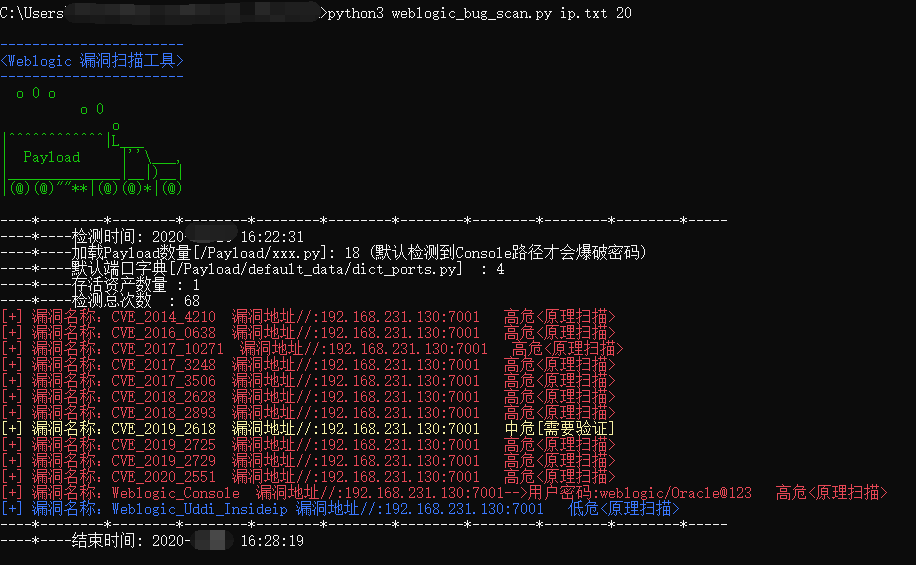 C:\Users >python3 weblogic_bug_scan.py ip.txt 20
-----------------------
<Weblogic 漏洞扫描工具>
-----------------------
o O o
o O
o
|^^^^^^^^^^^^|L___
| Payload |''\___,
|______________|__|)__|
|(@)(@)""**|(@)(@)*|(@)
----*--------*--------*--------*--------*--------*--------*--------*--------*--------*-----
----*----检测时间: 2020- 16:22:31
----*----加载Payload数量[/Payload/xxx.py]: 18 (默认检测到Console路径才会爆破密码)
----*----默认端口字典[/Payload/default_data/dict_ports.py] : 4
----*----存活资产数量 : 1
----*----检测总次数 : 68
[+] 漏洞名称: CVE_2014_4210 漏洞地址//:192.168.231.130:7001 高危<原理扫描>
[+] 漏洞名称: CVE_2016_0638 漏洞地址//:192.168.231.130:7001 高危<原理扫描>
[+] 漏洞名称: CVE_2017_10271 漏洞地址//:192.168.231.130:7001 高危<原理扫描>
[+] 漏洞名称: CVE_2017_3248 漏洞地址//:192.168.231.130:7001 高危<原理扫描>
[+] 漏洞名称: CVE_2017_3506 漏洞地址//:192.168.231.130:7001 高危<原理扫描>
[+] 漏洞名称: CVE_2018_2628 漏洞地址//:192.168.231.130:7001 高危<原理扫描>
[+] 漏洞名称: CVE_2018_2893 漏洞地址//:192.168.231.130:7001 高危<原理扫描>
[+] 漏洞名称: CVE_2019_2618 漏洞地址//:192.168.231.130:7001 中危[需要验证]
[+] 漏洞名称: CVE_2019_2725 漏洞地址//:192.168.231.130:7001 高危<原理扫描>
[+] 漏洞名称: CVE_2019_2729 漏洞地址//:192.168.231.130:7001 高危<原理扫描>
[+] 漏洞名称: CVE_2020_2551 漏洞地址//:192.168.231.130:7001 高危<原理扫描>
[+] 漏洞名称: Weblogic_Console 漏洞地址//:192.168.231.130:7001-->用户密码:weblogic/Oracle@123 高危<原理扫描>
[+] 漏洞名称: Weblogic_Uddi_Insideip 漏洞地址//:192.168.231.130:7001 低危<原理扫描>
----*--------*--------*--------*--------*--------*--------*--------*--------*--------*-----
----*----结束时间: 2020- 16:28:19